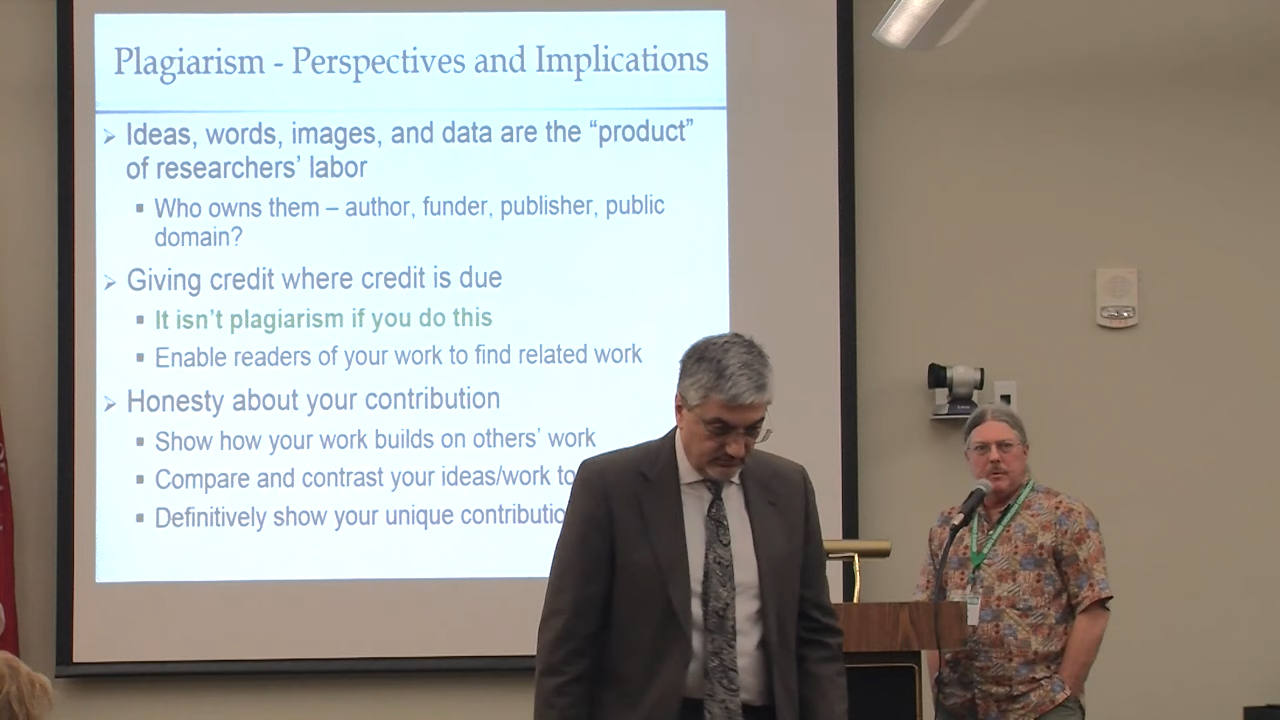 Plagiarism - Perspectives and Implications
Ideas, words, images, and data are the “product”
of researchers’ labor
Who owns them – author, funder, publisher, public
domain?
Giving credit where credit is due
It isn’t plagiarism if you do this
Enable readers of your work to find related work
Honesty about your contribution
Show how your work builds on others’ work
Compare and contrast your ideas/work to
Definitively show your unique